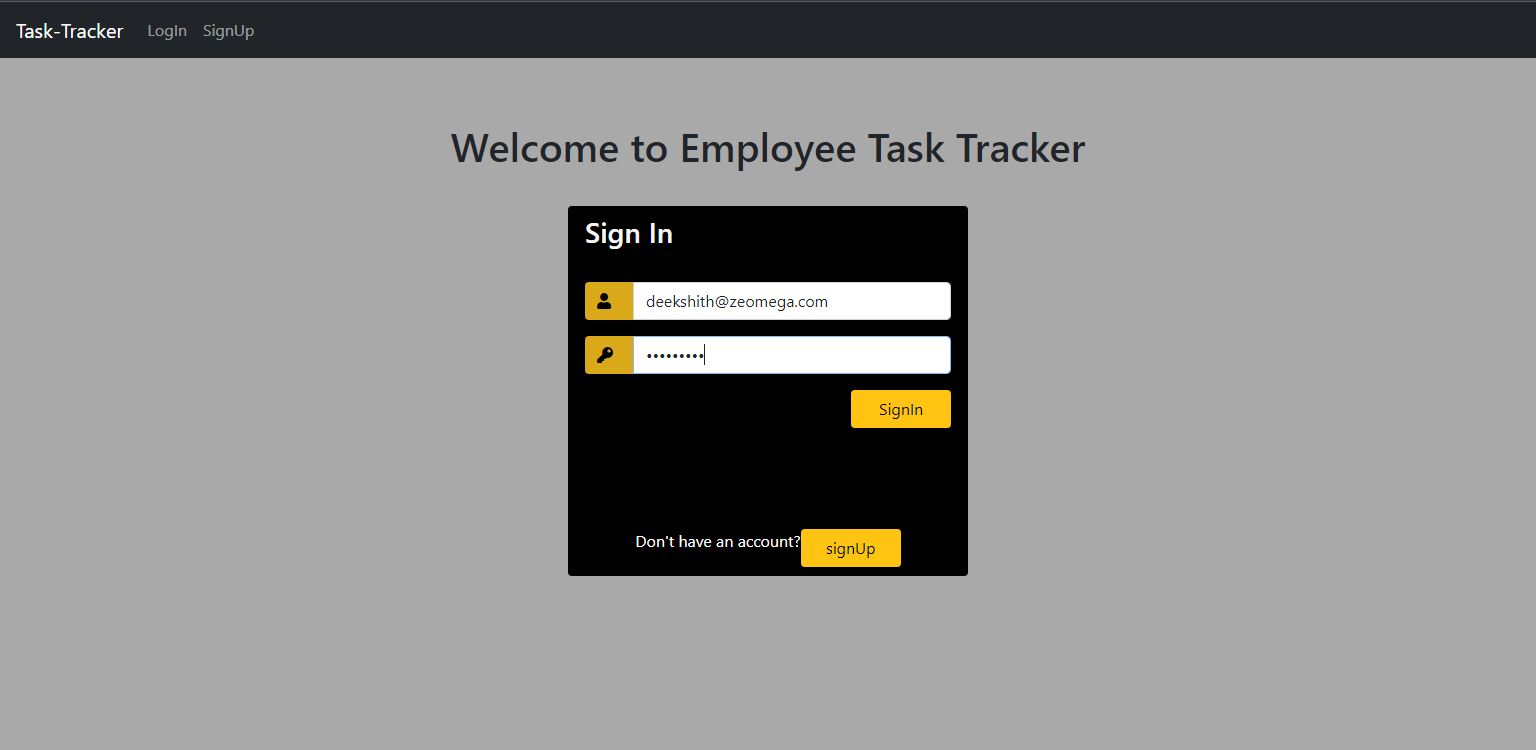 Task-Tracker LogIn SignUp
Welcome to Employee Task Tracker
Sign In
deekshith@zeomega.com
•••••••••
SignIn
Don't have an account? signUp